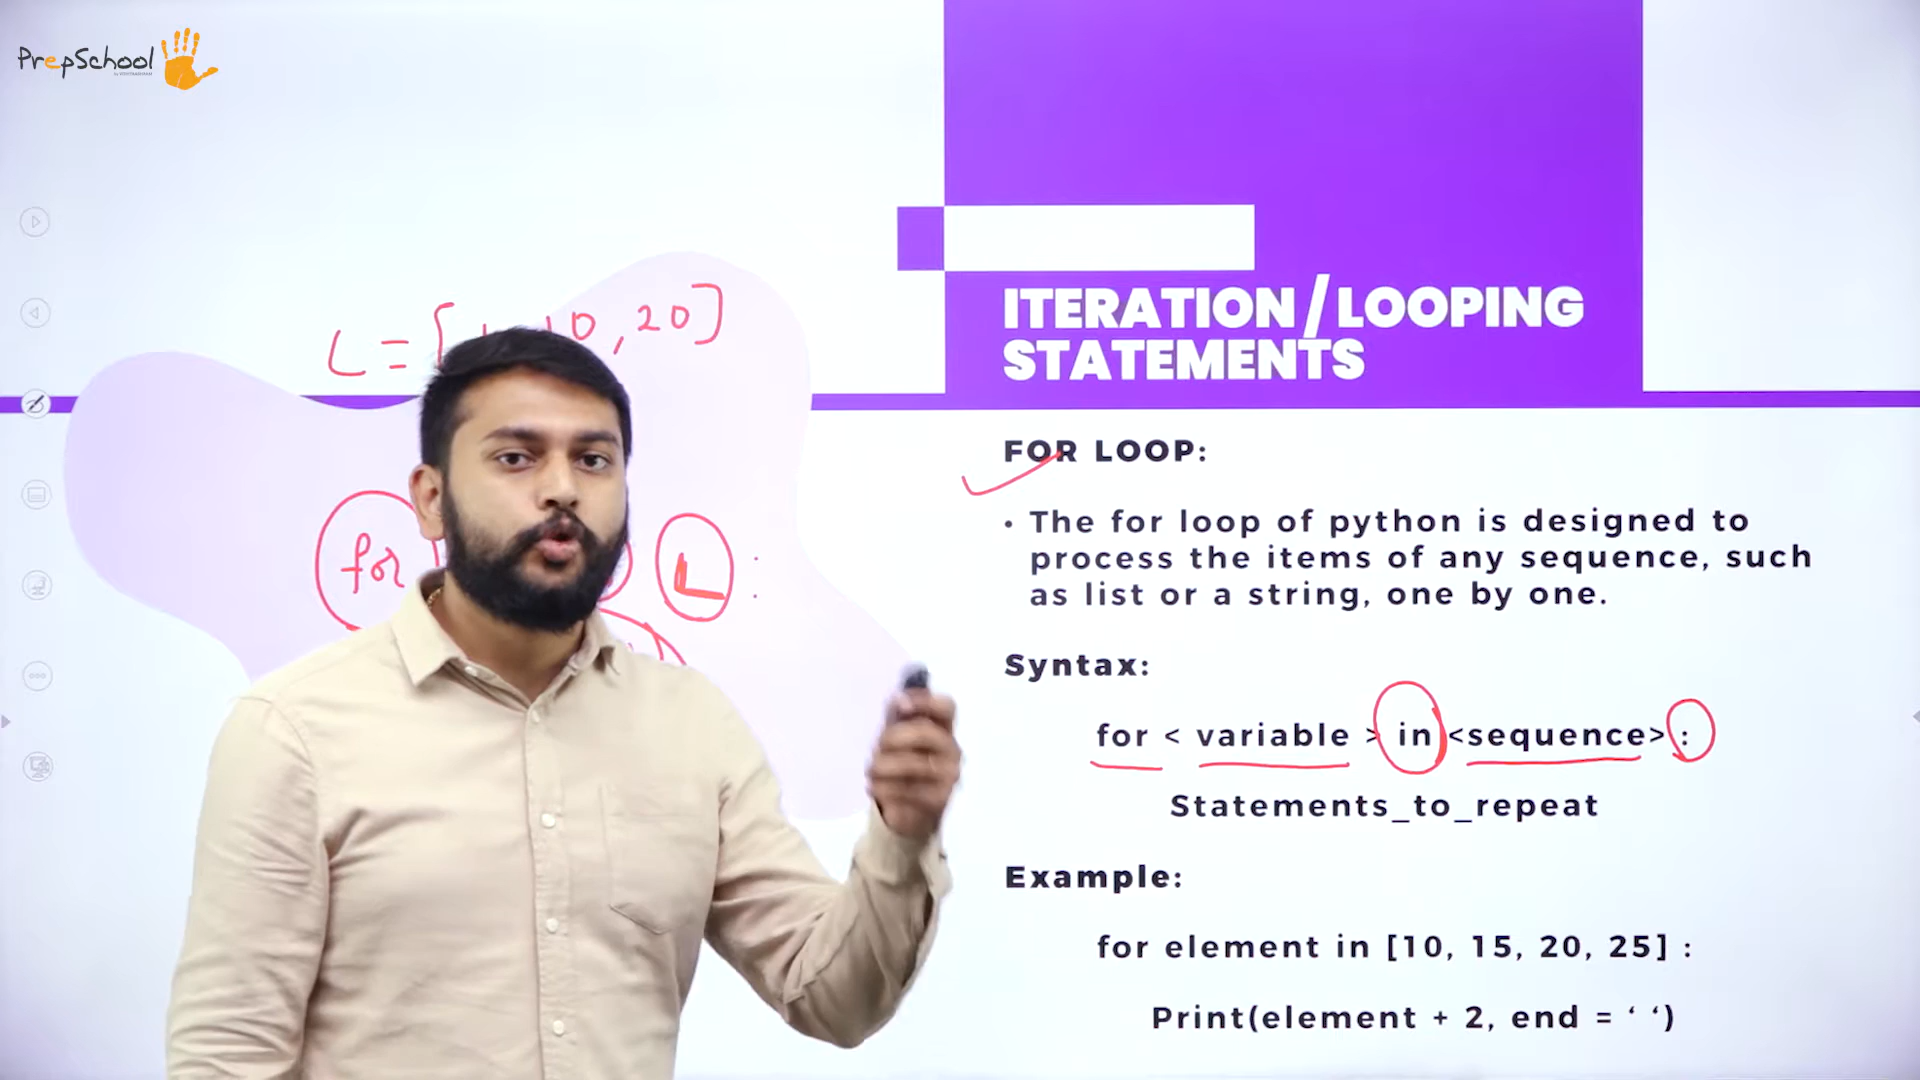 PrepSchool
L = [ 10, 20]
for L :
ITERATION/LOOPING
STATEMENTS
FOR LOOP:
• The for loop of python is designed to
process the items of any sequence, such
as list or a string, one by one.
Syntax:
for < variable > in <sequence> :
Statements_to_repeat
Example:
for element in [10, 15, 20, 25] :
Print(element + 2, end = ‘ ‘)